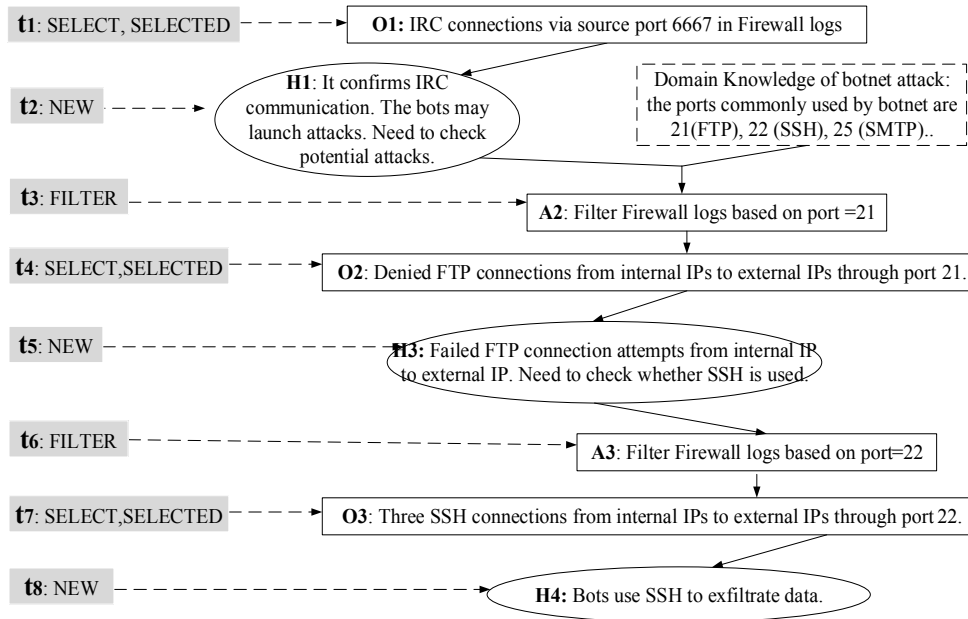 t1: SELECT, SELECTED
O1: IRC connections via source port 6667 in Firewall logs
t2: NEW
H1: It confirms IRC
communication. The bots may
launch attacks. Need to check
potential attacks.
Domain Knowledge of botnet attack:
the ports commonly used by botnet are
21(FTP), 22 (SSH), 25 (SMTP)..
t3: FILTER
A2: Filter Firewall logs based on port =21
t4: SELECT,SELECTED
O2: Denied FTP connections from internal IPs to external IPs through port 21.
t5: NEW
H3: Failed FTP connection attempts from internal IP
to external IP. Need to check whether SSH is used.
t6: FILTER
A3: Filter Firewall logs based on port=22
t7: SELECT,SELECTED
O3: Three SSH connections from internal IPs to external IPs through port 22.
t8: NEW
H4: Bots use SSH to exfiltrate data.